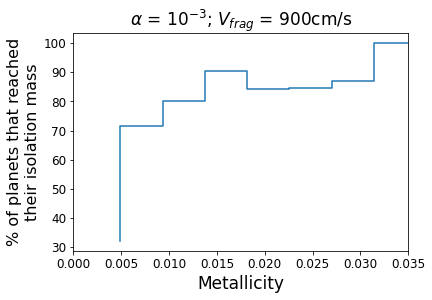 α = 10⁻³; V_frag = 900cm/s
% of planets that reached
their isolation mass
100
90
80
70
60
50
40
30
0.000 0.005 0.010 0.015 0.020 0.025 0.030 0.035
Metallicity